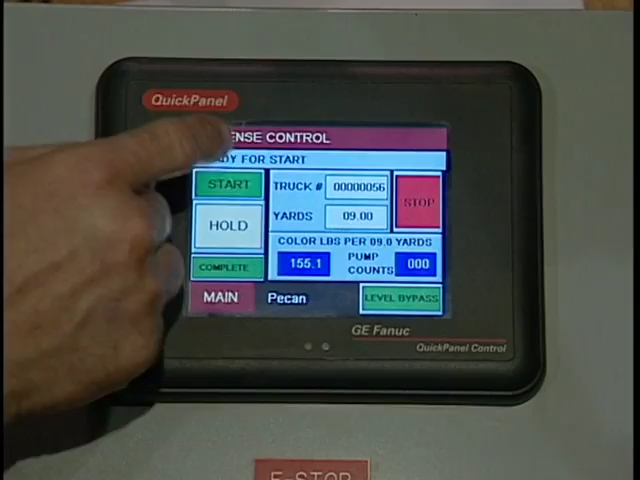 QuickPanel
ENSE CONTROL
DY FOR START
START
TRUCK # 00000056
STOP
YARDS 09.00
HOLD
COLOR LBS PER 09.0 YARDS
155.1 PUMP COUNTS 000
COMPLETE
MAIN Pecan LEVEL BYPASS
GE Fanuc
QuickPanel Control
E-STOP